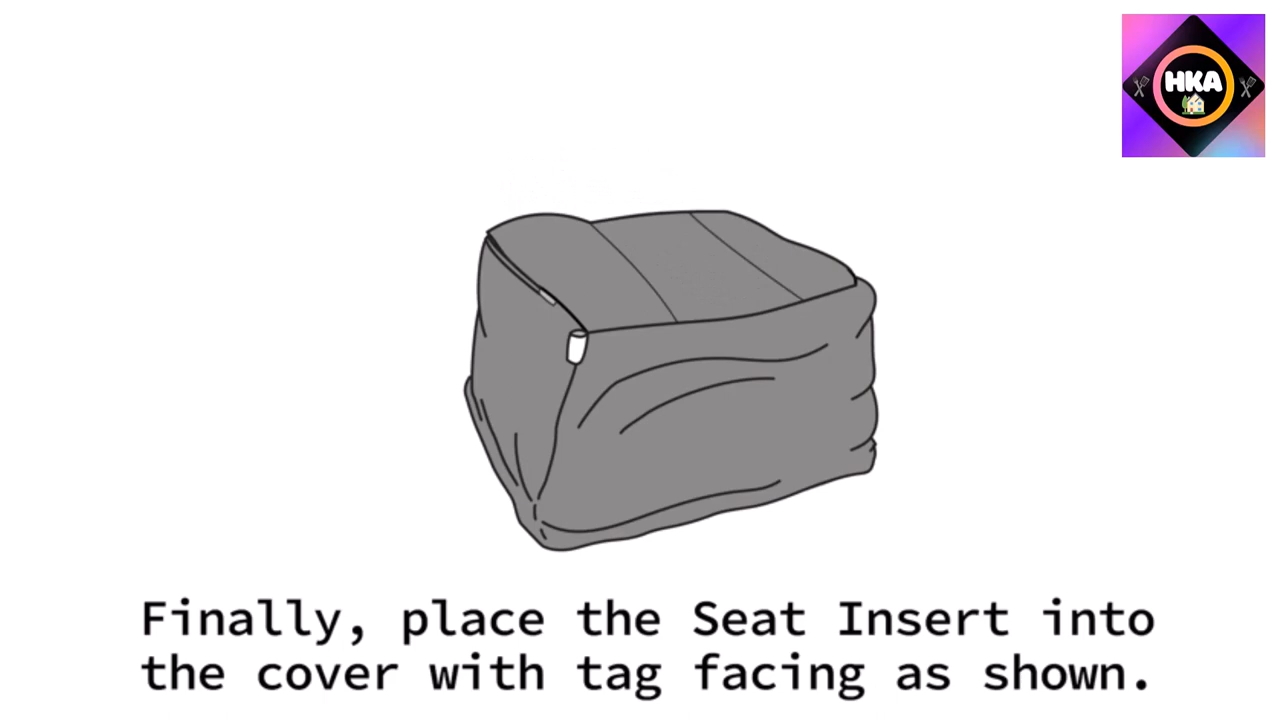 HKA
Finally, place the Seat Insert into
the cover with tag facing as shown.